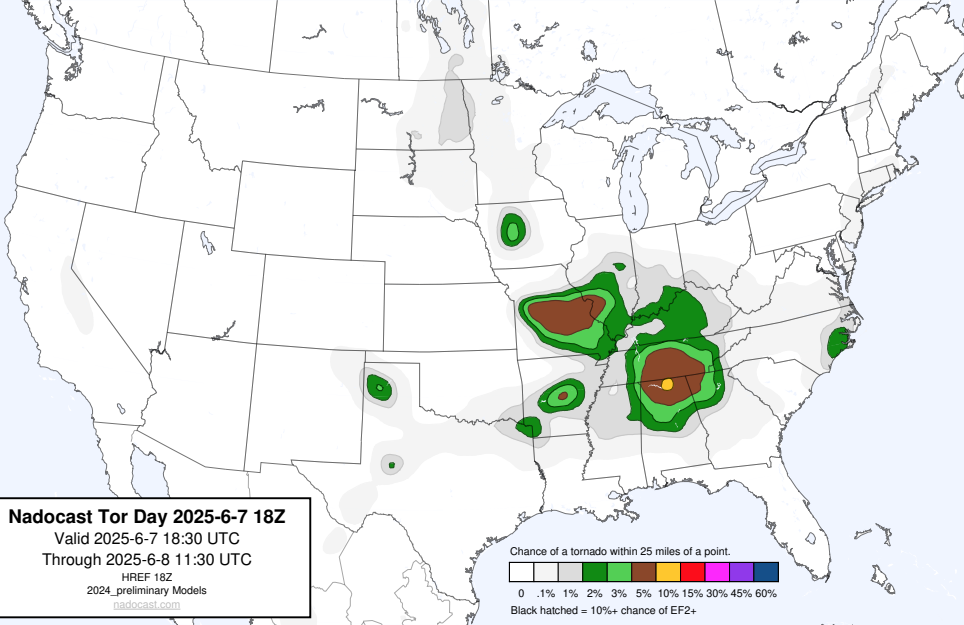 Nadocast Tor Day 2025-6-7 18Z
Valid 2025-6-7 18:30 UTC
Through 2025-6-8 11:30 UTC
HREF 18Z
2024_preliminary Models
nadocast.com
Chance of a tornado within 25 miles of a point.
0 .1% 1% 2% 3% 5% 10% 15% 30% 45% 60%
Black hatched = 10%+ chance of EF2+